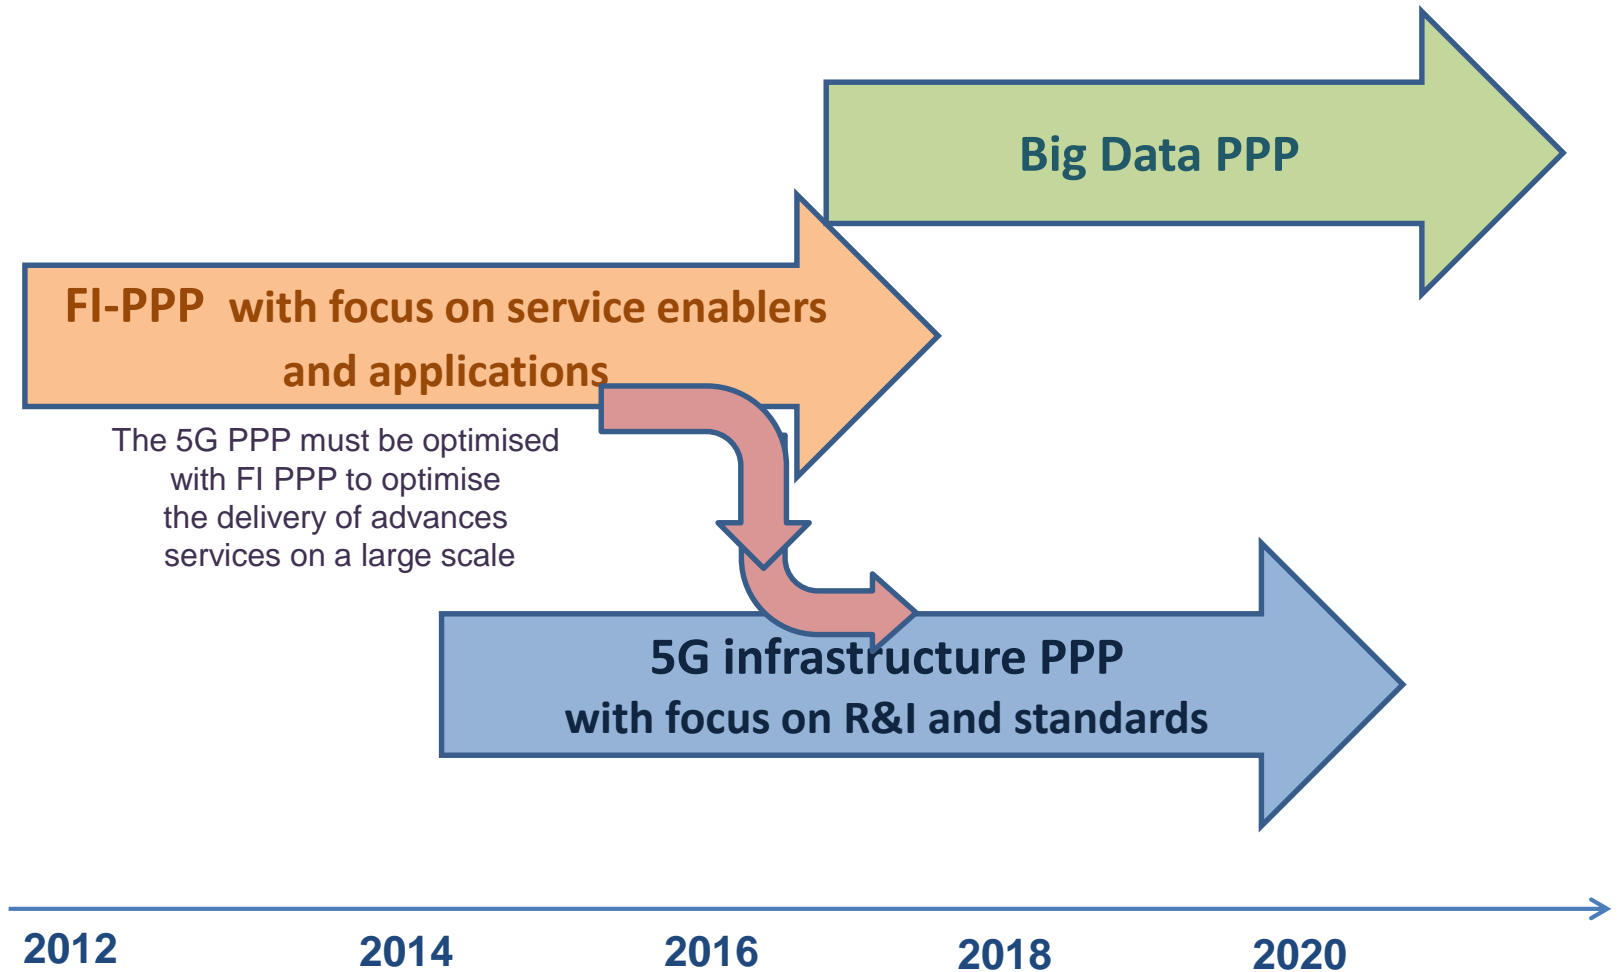 Big Data PPP
FI-PPP with focus on service enablers
and applications
The 5G PPP must be optimised
with FI PPP to optimise
the delivery of advances
services on a large scale
5G infrastructure PPP
with focus on R&I and standards
2012
2014
2016
2018
2020